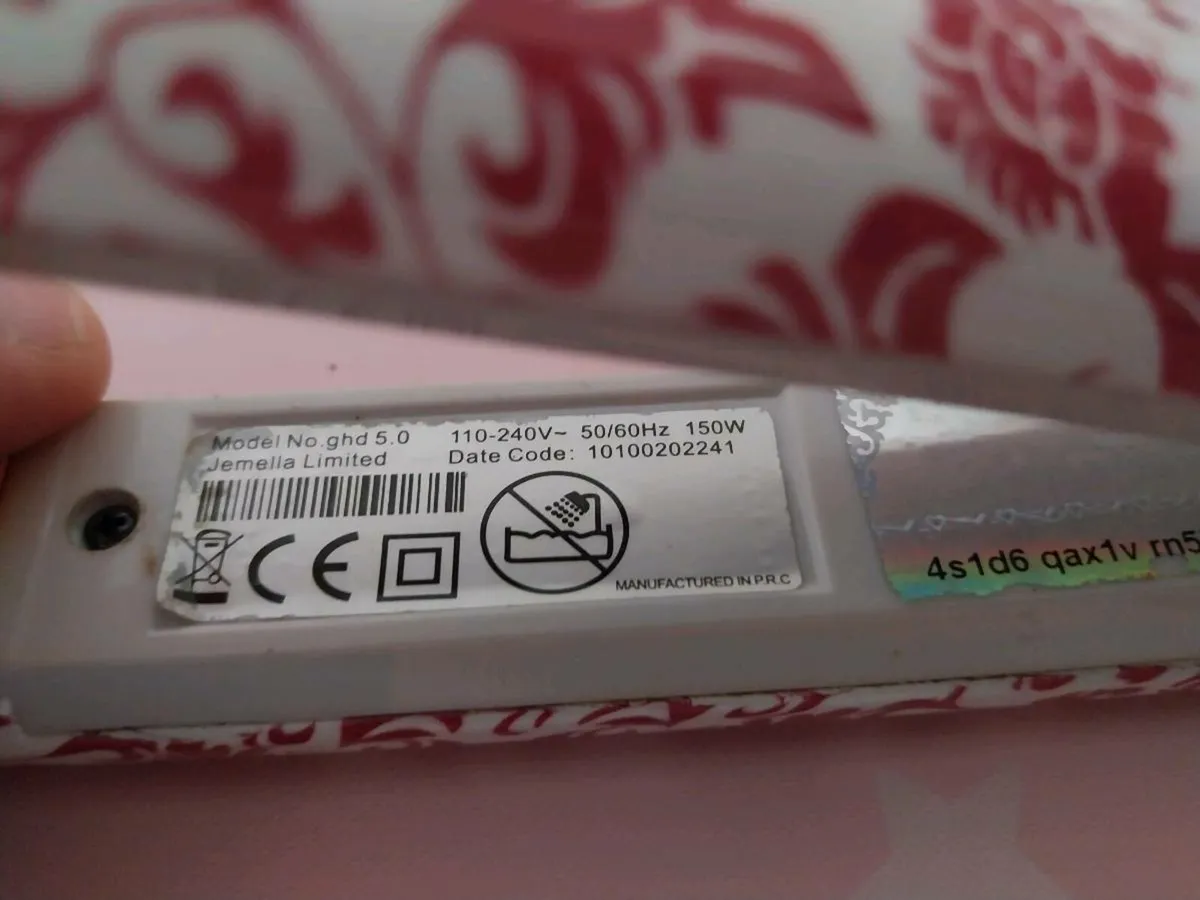 Model No.ghd 5.0 110-240V~ 50/60Hz 150W
Jemella Limited Date Code: 10100202241
CE
MANUFACTURED IN P.R.C
4s1d6 qax1v rn5